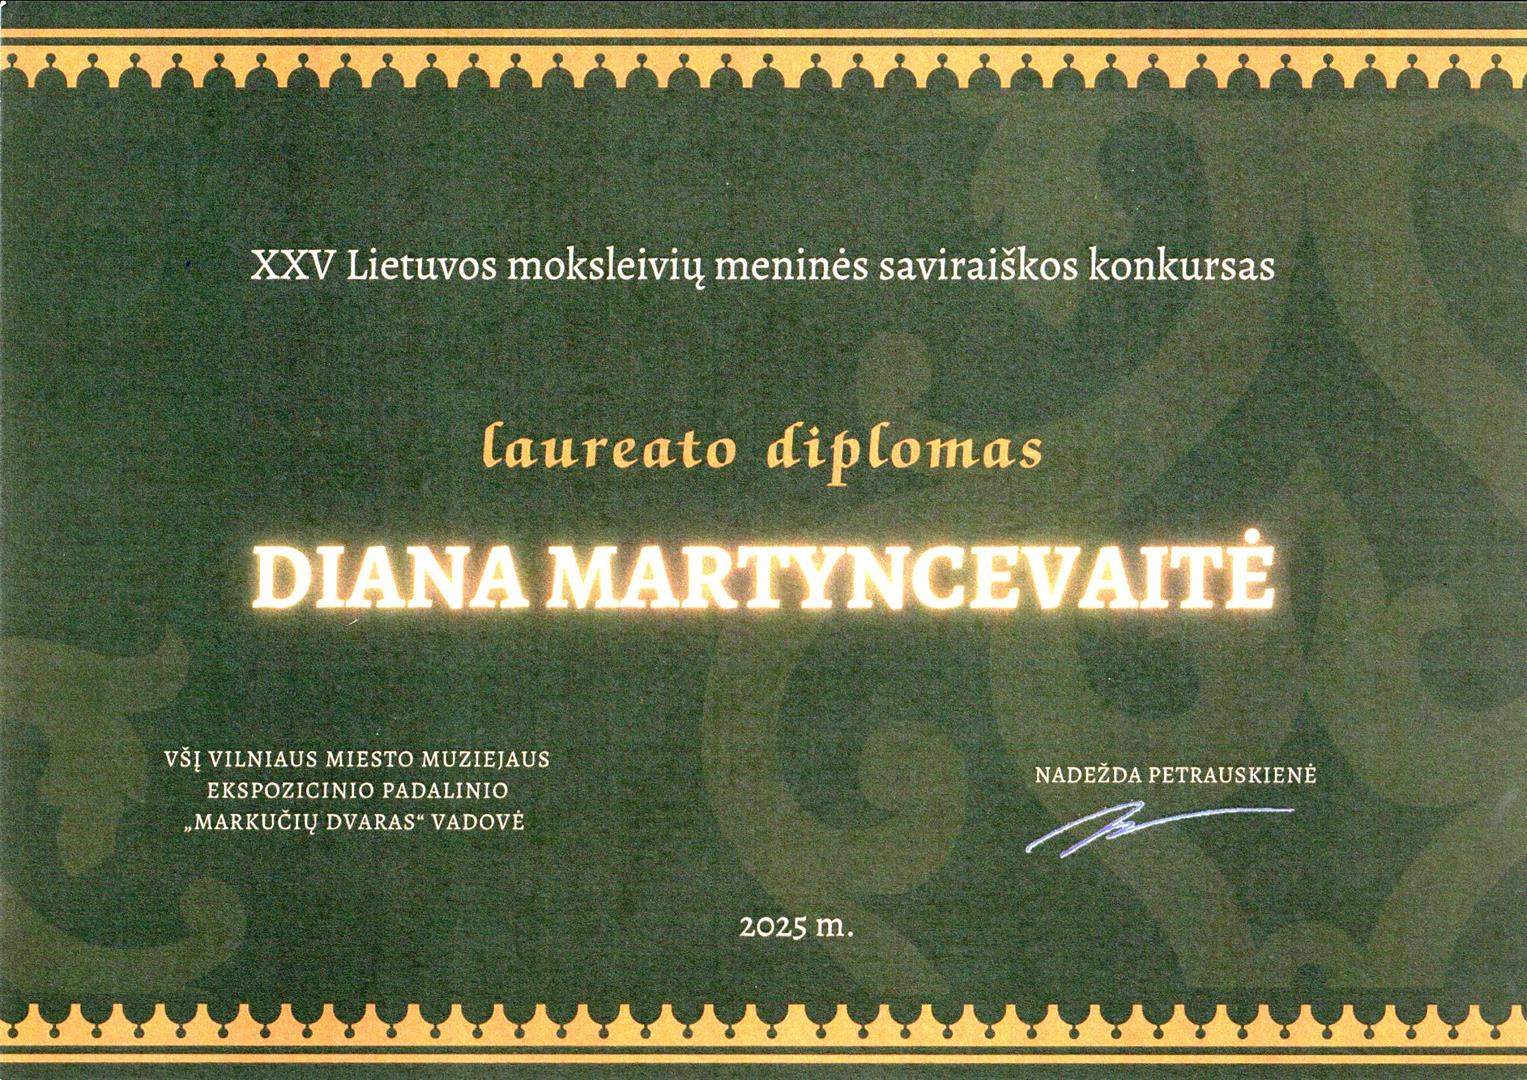 XXV Lietuvos moksleivių meninės saviraiškos konkursas
laureato diplomas
DIANA MARTYNCEVAITĖ
VŠĮ VILNIAUS MIESTO MUZIEJAUS
EKSPOZICINIO PADALINIO
„MARKUČIŲ DVARAS“ VADOVĖ
NADEŽDA PETRAUSKIENĖ
2025 m.